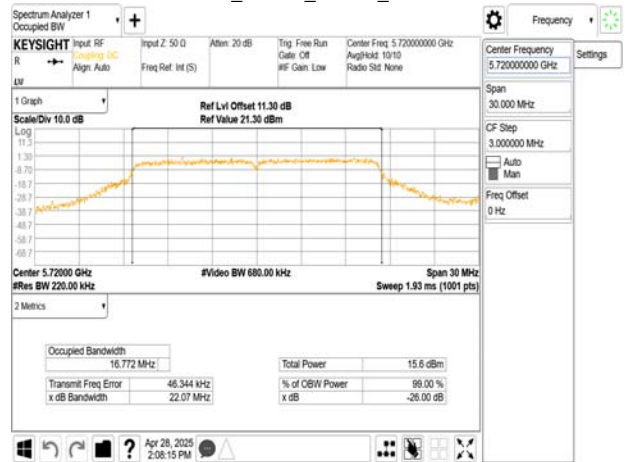 Spectrum Analyzer 1
Occupied BW
Frequency
KEYSIGHT Input: RF Input Z: 50 Ω Atten: 20 dB Trig: Free Run Center Freq: 5.720000000 GHz
R Coupling: DC Gate: Off Avg|Hold: 10/10
Align: Auto Freq Ref: Int (S) #IF Gain: Low Radio Std: None
Center Frequency
5.720000000 GHz
Settings
Span
30.000 MHz
CF Step
3.000000 MHz
Auto
Man
Freq Offset
0 Hz
1 Graph
Ref Lvl Offset 11.30 dB
Scale/Div 10.0 dB Ref Value 21.30 dBm
Log
11.3
1.30
-8.70
-18.7
-28.7
-38.7
-48.7
-58.7
-68.7
Center 5.72000 GHz #Video BW 680.00 kHz Span 30 MHz
#Res BW 220.00 kHz Sweep 1.93 ms (1001 pts)
2 Metrics
Occupied Bandwidth
16.772 MHz Total Power 15.6 dBm
Transmit Freq Error 46.344 kHz % of OBW Power 99.00 %
x dB Bandwidth 22.07 MHz x dB -26.00 dB
Apr 28, 2025
2:08:15 PM